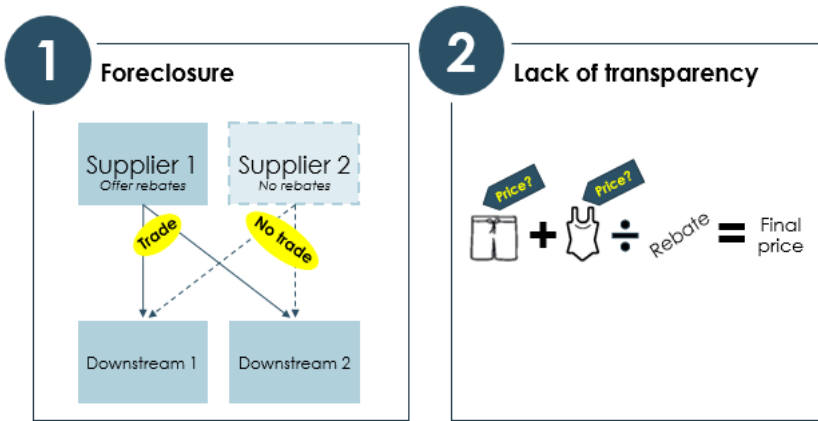 1
Foreclosure
Supplier 1
Offer rebates
Supplier 2
No rebates
Trade
No trade
Downstream 1
Downstream 2
2
Lack of transparency
Price?
Price?
+
÷
Rebate
=
Final
price